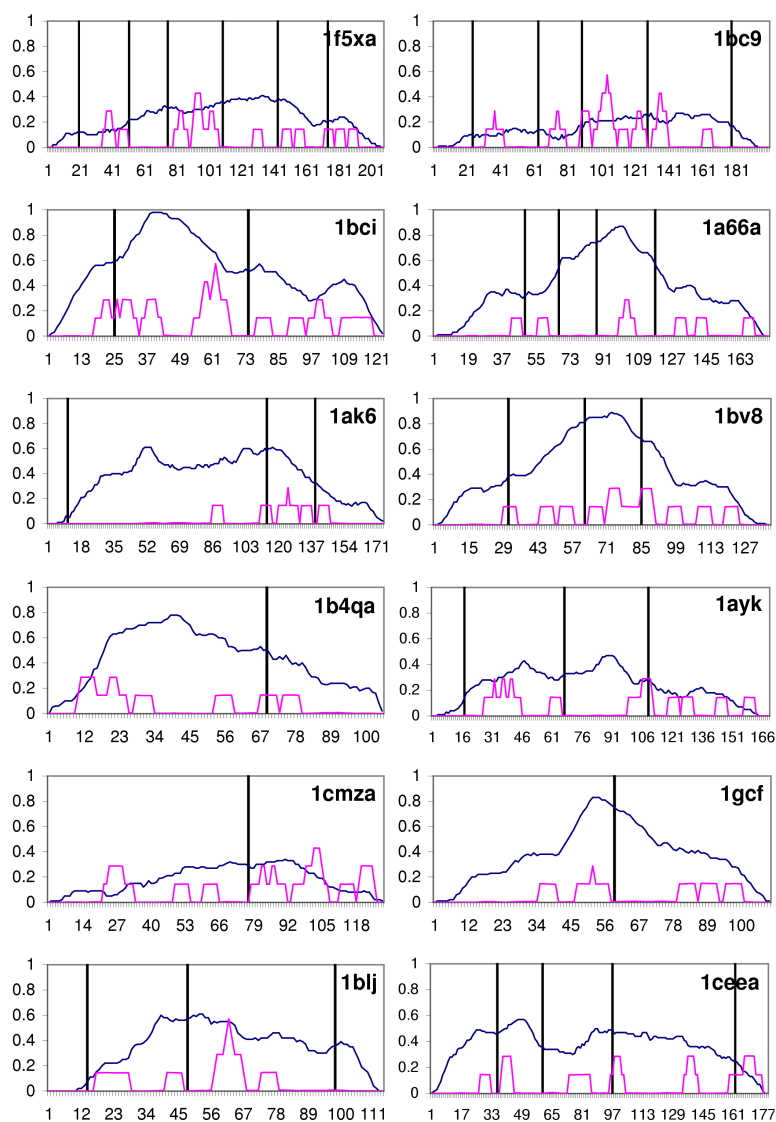 1 1
0.8 1f5xa 0.8 1bc9
0.6 0.6
0.4 0.4
0.2 0.2
0 0
1 21 41 61 81 101 121 141 161 181 201 1 21 41 61 81 101 121 141 161 181
1 1
0.8 1bci 0.8 1a66a
0.6 0.6
0.4 0.4
0.2 0.2
0 0
1 13 25 37 49 61 73 85 97 109 121 1 19 37 55 73 91 109 127 145 163
1 1
0.8 1ak6 0.8 1bv8
0.6 0.6
0.4 0.4
0.2 0.2
0 0
1 18 35 52 69 86 103 120 137 154 171 1 15 29 43 57 71 85 99 113 127
1 1
0.8 1b4qa 0.8 1ayk
0.6 0.6
0.4 0.4
0.2 0.2
0 0
1 12 23 34 45 56 67 78 89 100 1 16 31 46 61 76 91 106 121 136 151 166
1 1
0.8 1cmza 0.8 1gcf
0.6 0.6
0.4 0.4
0.2 0.2
0 0
1 14 27 40 53 66 79 92 105 118 1 12 23 34 45 56 67 78 89 100
1 1
0.8 1blj 0.8 1ceea
0.6 0.6
0.4 0.4
0.2 0.2
0 0
1 12 23 34 45 56 67 78 89 100 111 1 17 33 49 65 81 97 113 129 145 161 177